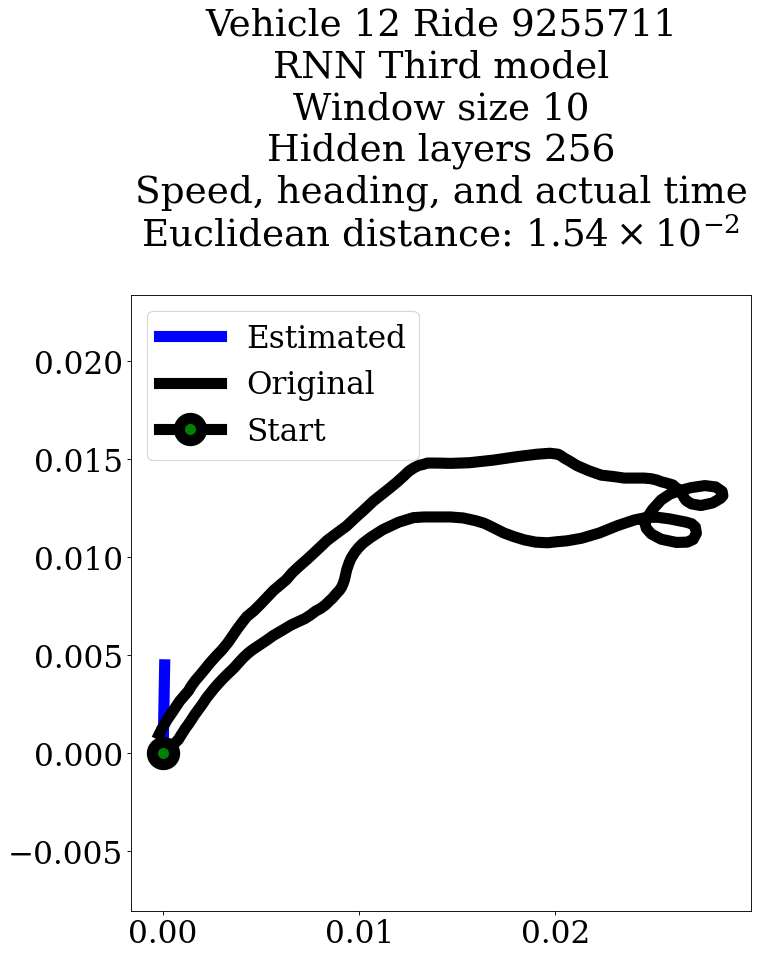 Vehicle 12 Ride 9255711
RNN Third model
Window size 10
Hidden layers 256
Speed, heading, and actual time
Euclidean distance: 1.54 × 10⁻²
Estimated
Original
Start
0.020
0.015
0.010
0.005
0.000
−0.005
0.00 0.01 0.02